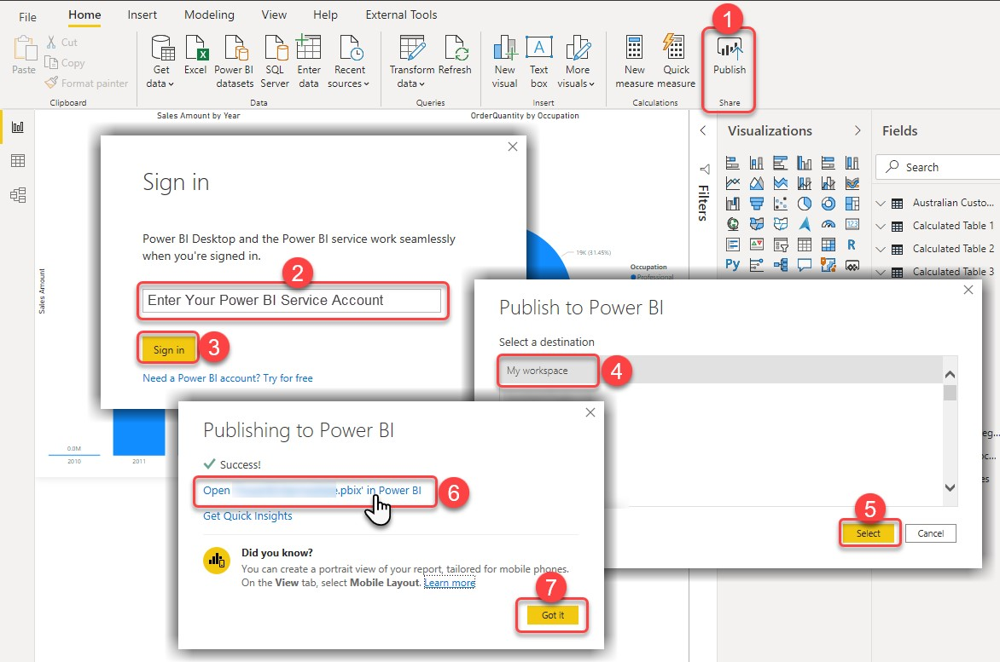 File Home Insert Modeling View Help External Tools
1
Paste
Cut
Copy
Format painter
Clipboard
Get data
Excel
Power BI datasets
SQL Server
Enter data
Recent sources
Data
Transform data
Refresh
Queries
New visual
Text box
More visuals
Insert
New measure
Quick measure
Calculations
Publish
Share
Sales Amount by Year
OrderQuantity by Occupation
Visualizations
Fields
Search
Filters
Australian Custo...
Calculated Table 1
Calculated Table 2
Calculated Table 3
123
R
Py
Sign in
Power BI Desktop and the Power BI service work seamlessly
when you're signed in.
2
Enter Your Power BI Service Account
Sign in
3
Need a Power BI account? Try for free
Sales Amount
19K (31.45%)
Occupation
Professional
Publish to Power BI
Select a destination
My workspace
4
5
Select
Cancel
eg...
oc...
es
0.0M
2010
2011
Publishing to Power BI
Success!
Open
.pbix' in Power BI
6
Get Quick Insights
Did you know?
You can create a portrait view of your report, tailored for mobile phones.
On the View tab, select Mobile Layout. Learn more
7
Got it